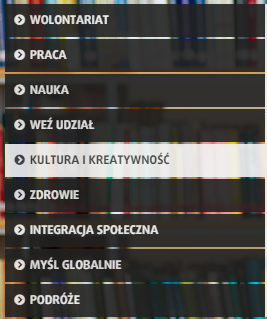 WOLONTARIAT
PRACA
NAUKA
WEŹ UDZIAŁ
KULTURA I KREATYWNOŚĆ
ZDROWIE
INTEGRACJA SPOŁECZNA
MYŚL GLOBALNIE
PODRÓŻE